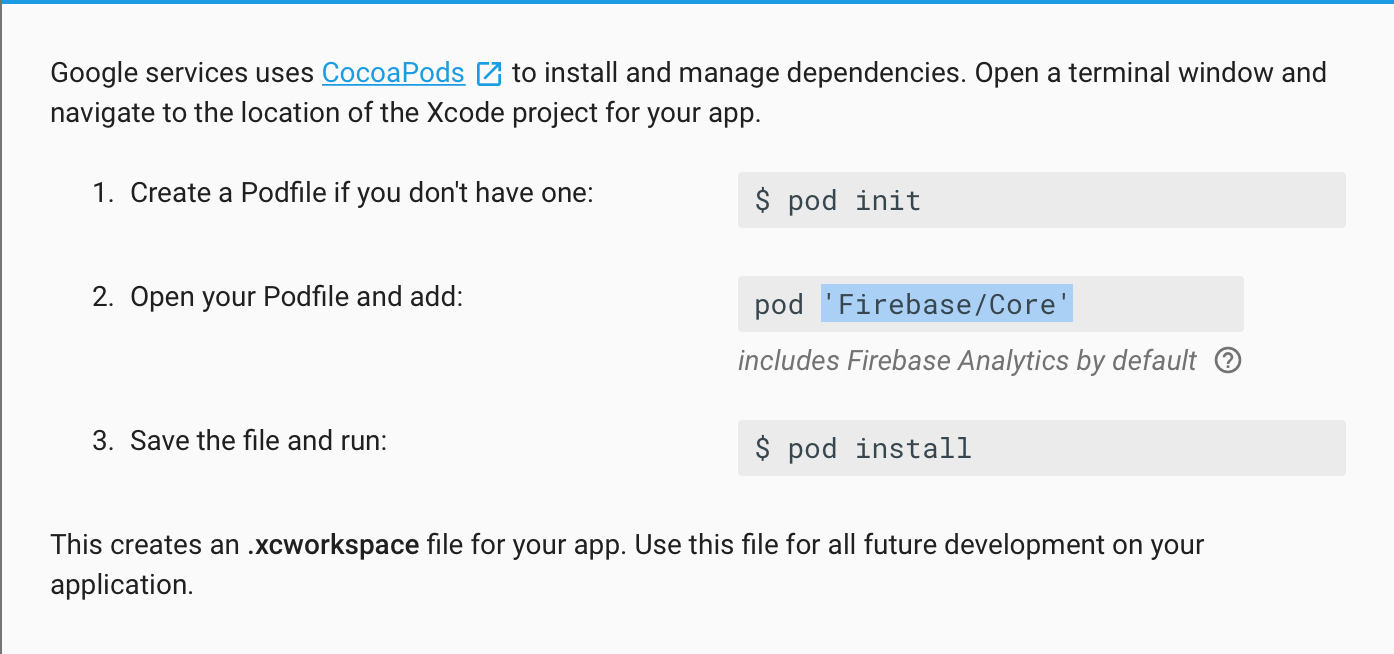 Google services uses CocoaPods to install and manage dependencies. Open a terminal window and
navigate to the location of the Xcode project for your app.
1. Create a Podfile if you don't have one:
$ pod init
2. Open your Podfile and add:
pod 'Firebase/Core'
includes Firebase Analytics by default ?
3. Save the file and run:
$ pod install
This creates an .xcworkspace file for your app. Use this file for all future development on your
application.